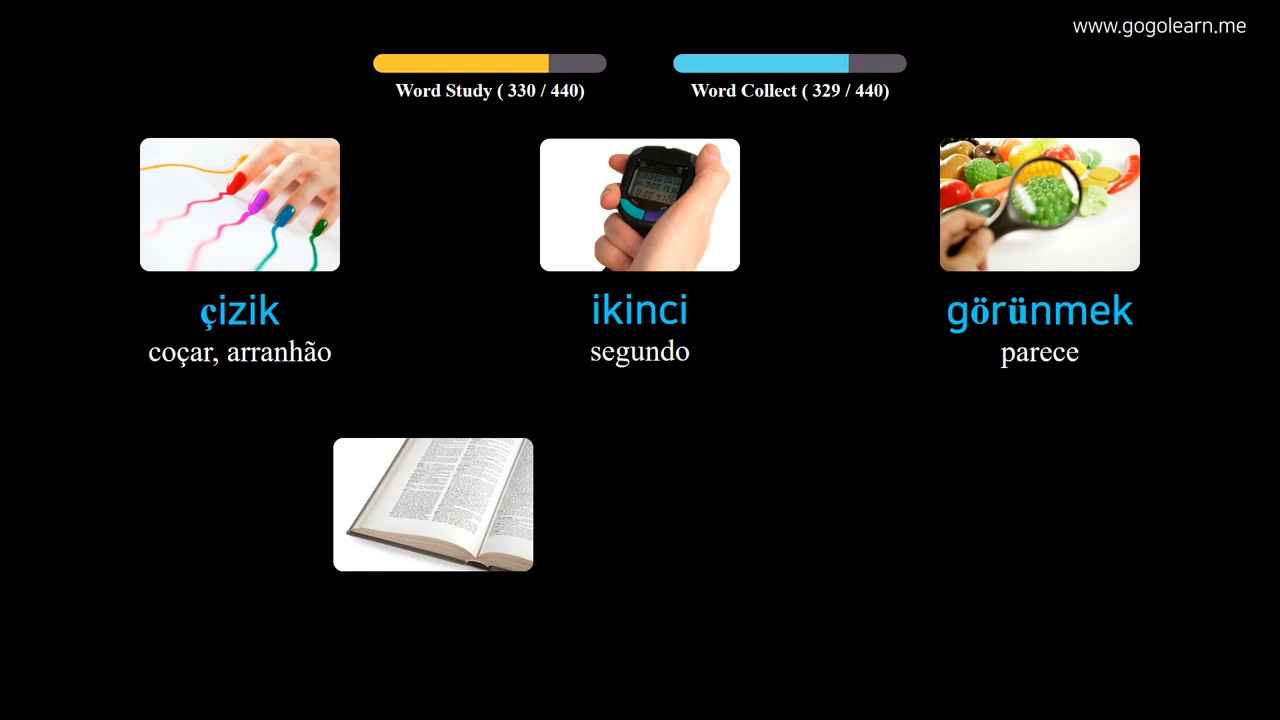 www.gogolearn.me
Word Study ( 330 / 440)
Word Collect ( 329 / 440)
çizik
coçar, arranhão
ikinci
segundo
görünmek
parece